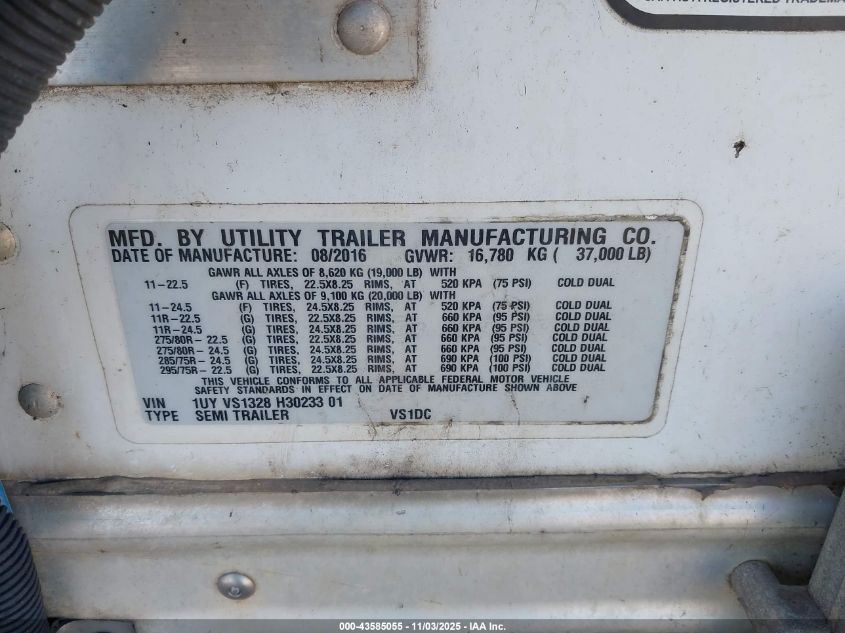 MFD. BY UTILITY TRAILER MANUFACTURING CO.
DATE OF MANUFACTURE: 08/2016 GVWR: 16,780 KG ( 37,000 LB)
GAWR ALL AXLES OF 8,620 KG (19,000 LB) WITH
11-22.5 (F) TIRES, 22.5X8.25 RIMS, AT 520 KPA (75 PSI) COLD DUAL
GAWR ALL AXLES OF 9,100 KG (20,000 LB) WITH
11-24.5 (F) TIRES, 24.5X8.25 RIMS, AT 520 KPA (75 PSI) COLD DUAL
11R-22.5 (G) TIRES, 22.5X8.25 RIMS, AT 660 KPA (95 PSI) COLD DUAL
11R-24.5 (G) TIRES, 24.5X8.25 RIMS, AT 660 KPA (95 PSI) COLD DUAL
275/80R- 22.5 (G) TIRES, 22.5X8.25 RIMS, AT 660 KPA (95 PSI) COLD DUAL
275/80R- 24.5 (G) TIRES, 24.5X8.25 RIMS, AT 660 KPA (95 PSI) COLD DUAL
285/75R- 24.5 (G) TIRES, 24.5X8.25 RIMS, AT 690 KPA (100 PSI) COLD DUAL
295/75R- 22.5 (G) TIRES, 22.5X8.25 RIMS, AT 690 KPA (100 PSI) COLD DUAL
THIS VEHICLE CONFORMS TO ALL APPLICABLE FEDERAL MOTOR VEHICLE
SAFETY STANDARDS IN EFFECT ON DATE OF MANUFACTURE SHOWN ABOVE
VIN 1UY VS1328 H30233 01
TYPE SEMI TRAILER VS1DC
000-43585055 - 11/03/2025 - IAA Inc.